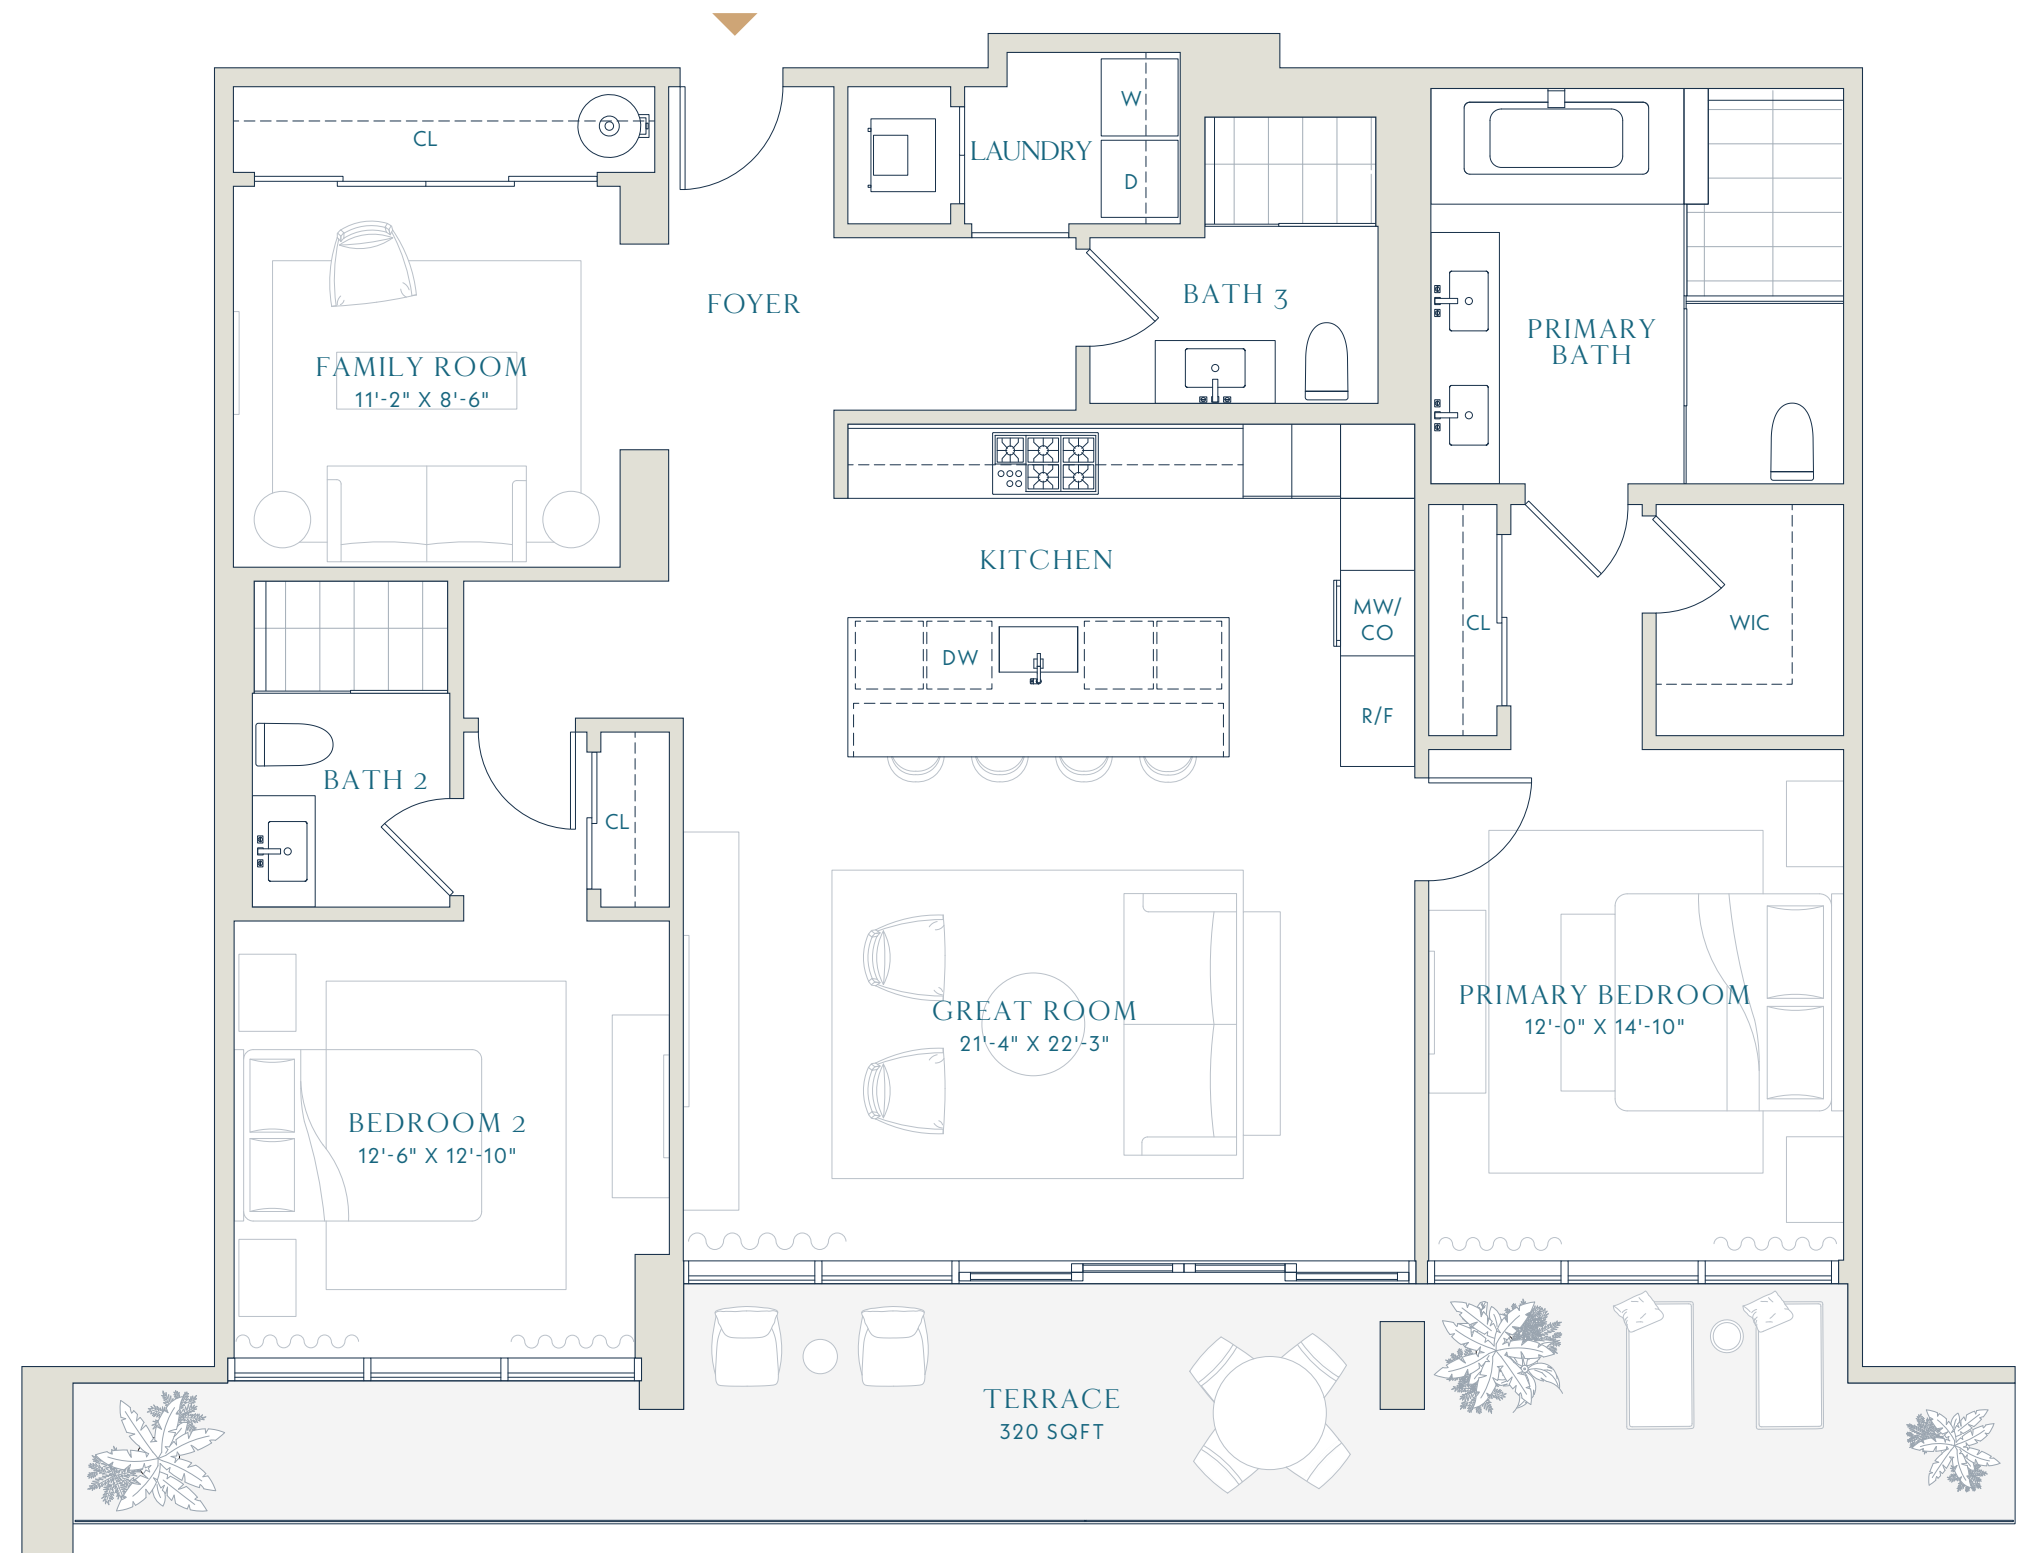 W
CL
LAUNDRY
D
BATH 3
FOYER
PRIMARY
BATH
FAMILY ROOM
11'-2" X 8'-6"
KITCHEN
MW/
CO
CL
WIC
DW
R/F
BATH 2
CL
PRIMARY BEDROOM
12'-0" X 14'-10"
GREAT ROOM
21'-4" X 22'-3"
BEDROOM 2
12'-6" X 12'-10"
TERRACE
320 SQFT